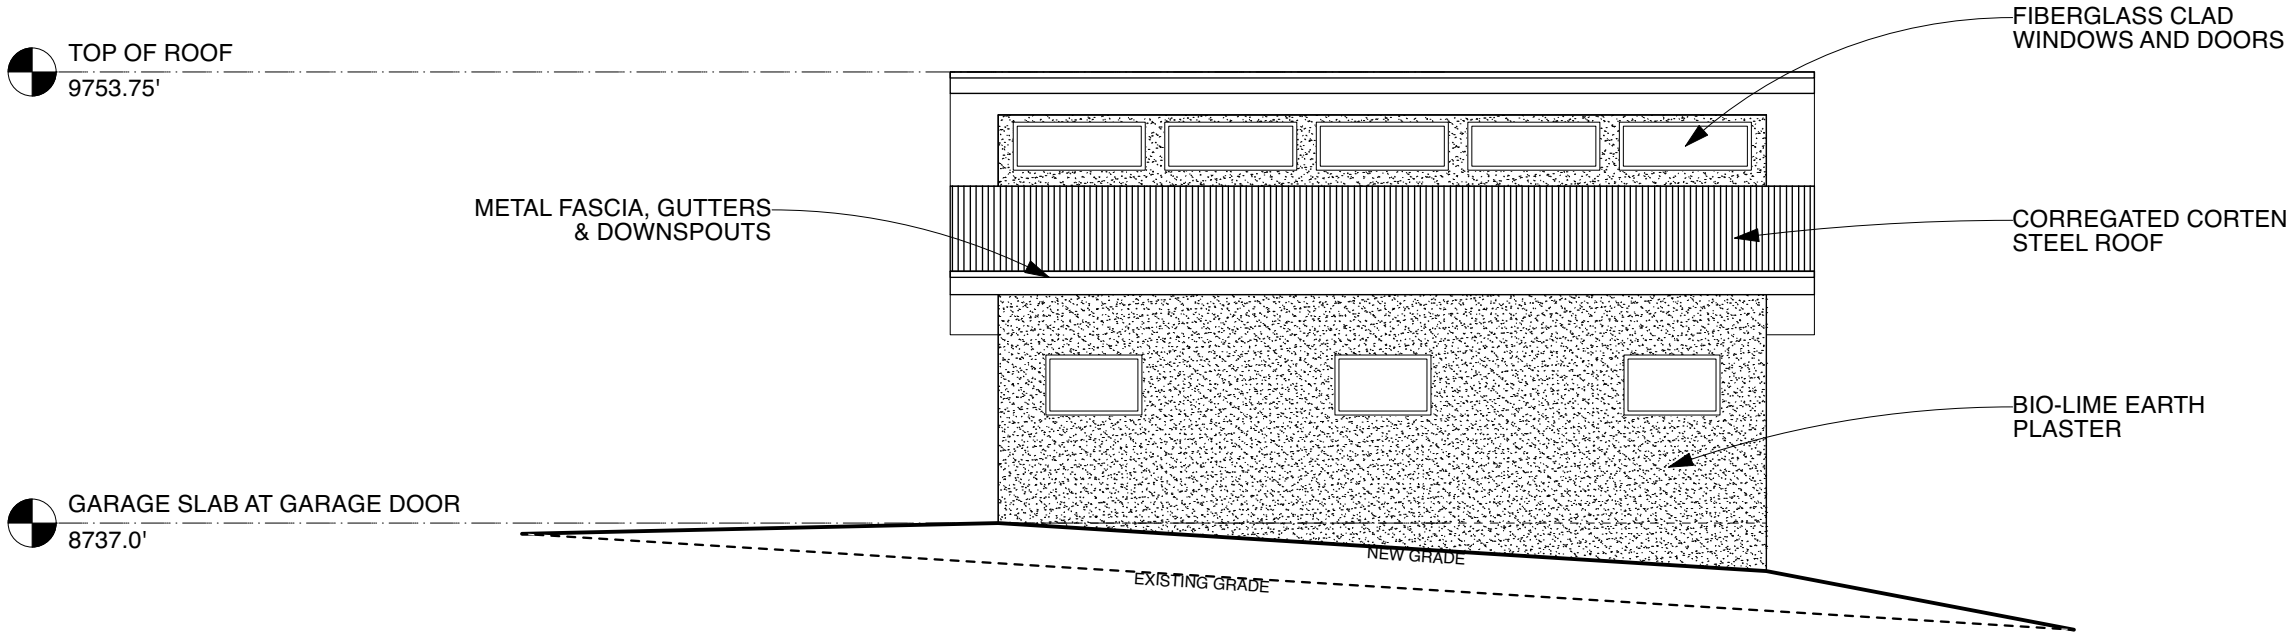 FIBERGLASS CLAD
WINDOWS AND DOORS
TOP OF ROOF
9753.75'
METAL FASCIA, GUTTERS
& DOWNSPOUTS
CORREGATED CORTEN
STEEL ROOF
BIO-LIME EARTH
PLASTER
GARAGE SLAB AT GARAGE DOOR
8737.0'
NEW GRADE
EXISTING GRADE